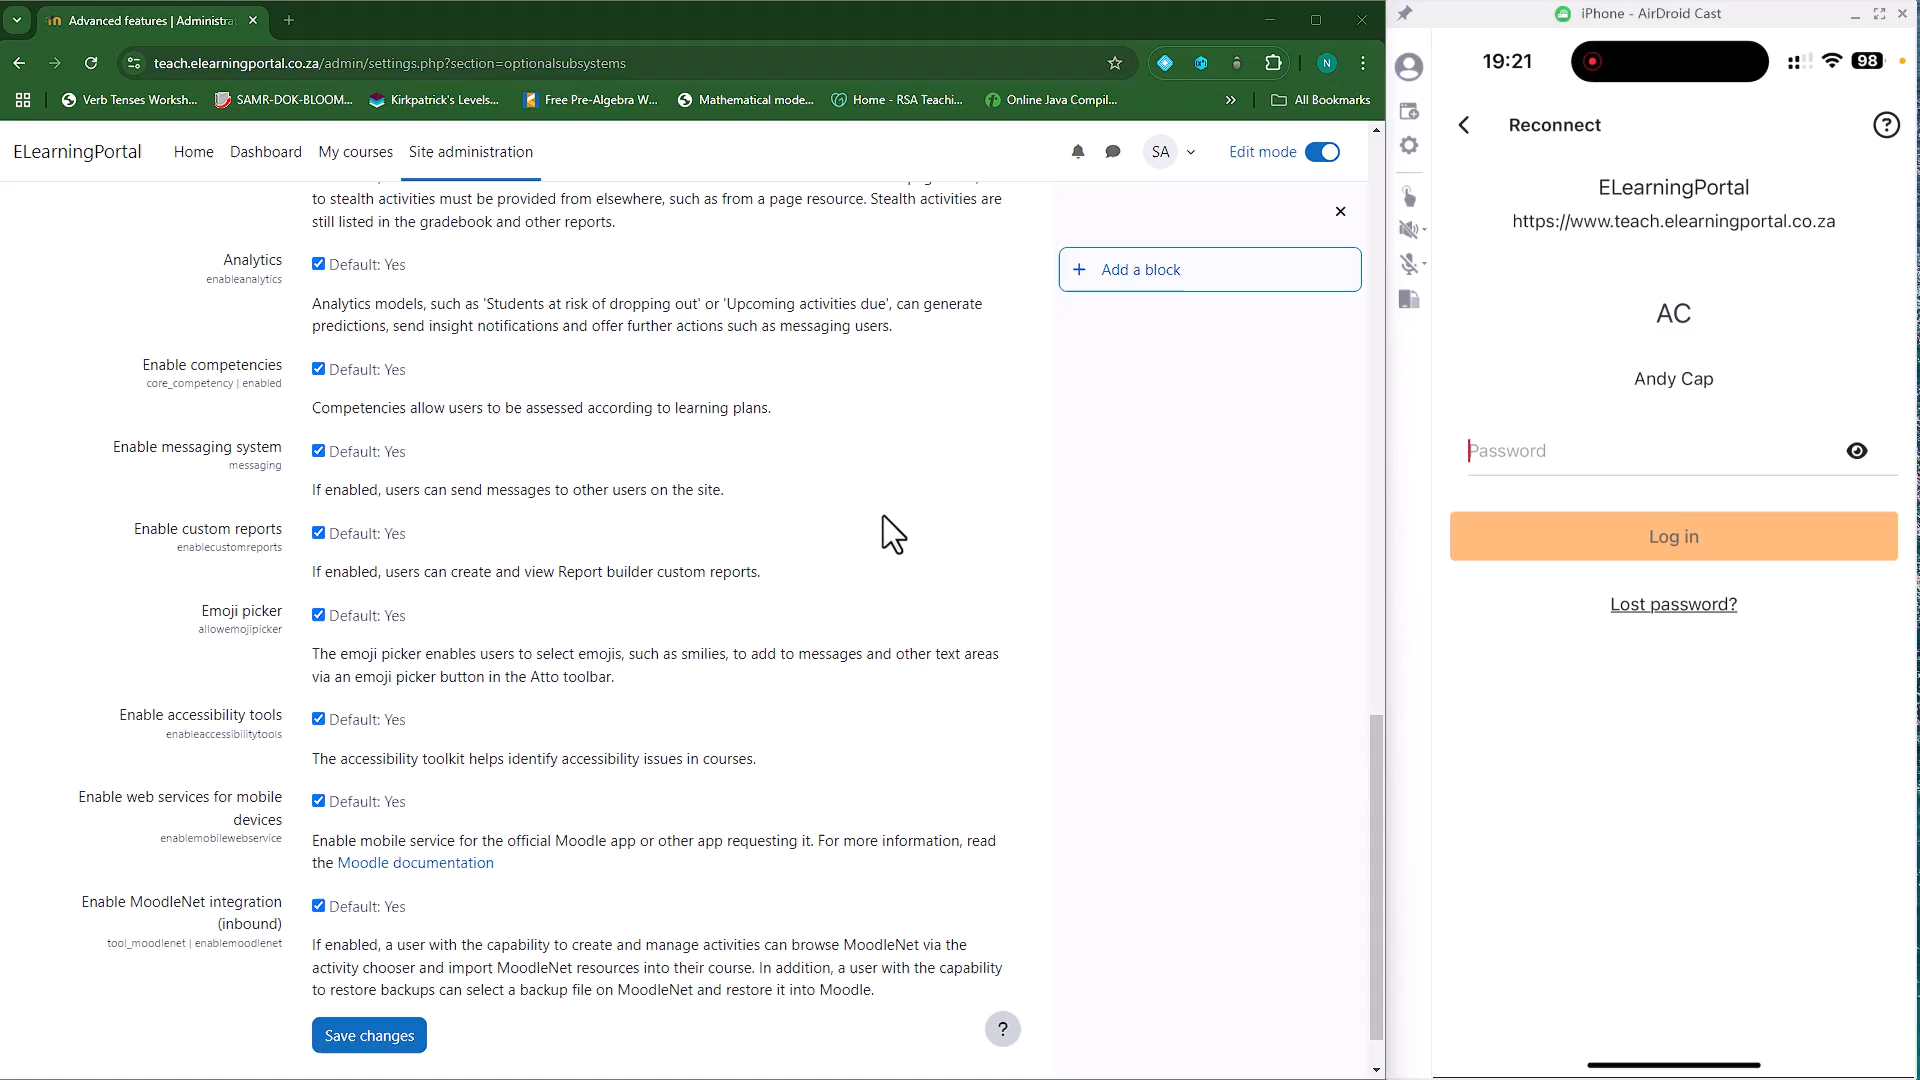 Advanced features | Administra
teach.elearningportal.co.za/admin/settings.php?section=optionalsubsystems
N
Verb Tenses Worksh...
SAMR-DOK-BLOOM...
Kirkpatrick's Levels...
Free Pre-Algebra W...
Mathematical mode...
Home - RSA Teachi...
Online Java Compil...
All Bookmarks
ELearningPortal
Home
Dashboard
My courses
Site administration
SA
Edit mode
to stealth activities must be provided from elsewhere, such as from a page resource. Stealth activities are
still listed in the gradebook and other reports.
Analytics
enableanalytics
Default: Yes
Analytics models, such as 'Students at risk of dropping out' or 'Upcoming activities due', can generate
predictions, send insight notifications and offer further actions such as messaging users.
Enable competencies
core_competency | enabled
Default: Yes
Competencies allow users to be assessed according to learning plans.
Enable messaging system
messaging
Default: Yes
If enabled, users can send messages to other users on the site.
Enable custom reports
enablecustomreports
Default: Yes
If enabled, users can create and view Report builder custom reports.
Emoji picker
allowemojipicker
Default: Yes
The emoji picker enables users to select emojis, such as smilies, to add to messages and other text areas
via an emoji picker button in the Atto toolbar.
Enable accessibility tools
enableaccessibilitytools
Default: Yes
The accessibility toolkit helps identify accessibility issues in courses.
Enable web services for mobile
devices
enablemobilewebservice
Default: Yes
Enable mobile service for the official Moodle app or other app requesting it. For more information, read
the Moodle documentation
Enable MoodleNet integration
(inbound)
tool_moodlenet | enablemoodlenet
Default: Yes
If enabled, a user with the capability to create and manage activities can browse MoodleNet via the
activity chooser and import MoodleNet resources into their course. In addition, a user with the capability
to restore backups can select a backup file on MoodleNet and restore it into Moodle.
Save changes
?
+ Add a block
iPhone - AirDroid Cast
19:21
98
Reconnect
?
ELearningPortal
https://www.teach.elearningportal.co.za
AC
Andy Cap
Password
Log in
Lost password?